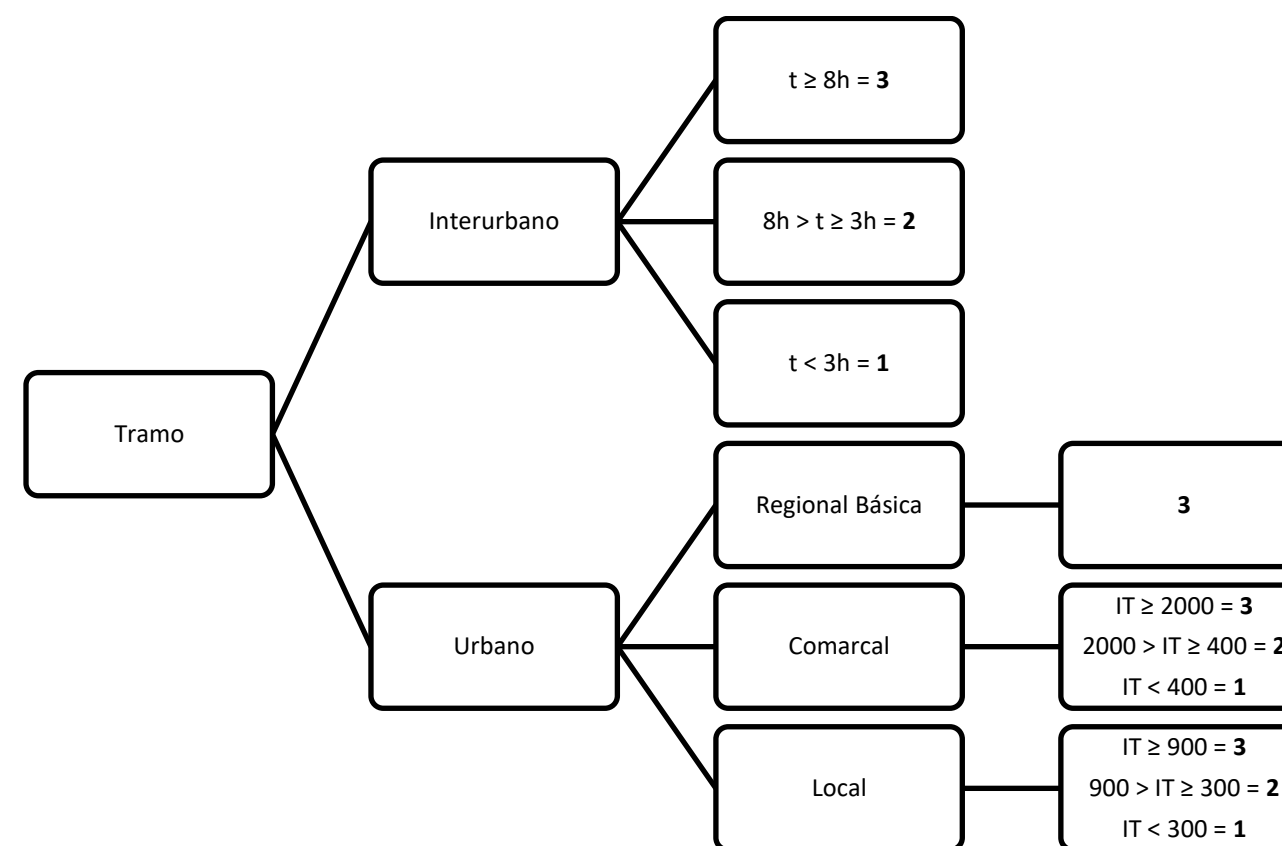 t ≥ 8h = 3
Interurbano
8h > t ≥ 3h = 2
t < 3h = 1
Tramo
Regional Básica
3
Urbano
Comarcal
IT ≥ 2000 = 3
2000 > IT ≥ 400 = 2
IT < 400 = 1
Local
IT ≥ 900 = 3
900 > IT ≥ 300 = 2
IT < 300 = 1